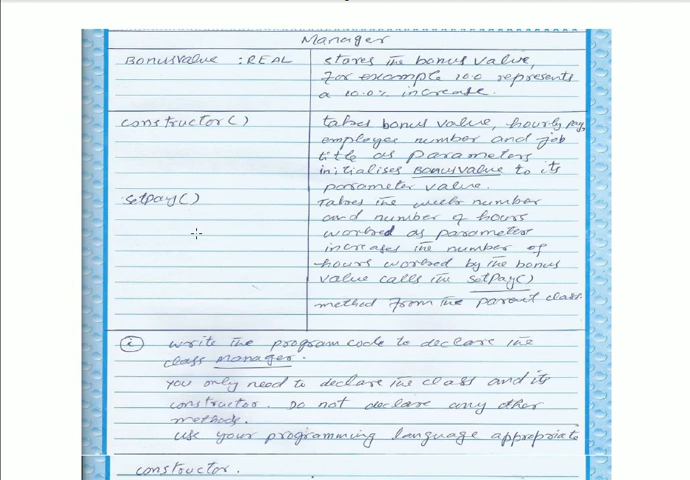 Manager
BonusValue : REAL
stores the bonus value,
for example 10.0 represents
a 10.0% increase.
constructor()
takes bonus value, hourly pay,
employee number and job
title as parameters
initialises BonusValue to its
parameter value.
setpay()
Takes the week number
and number of hours
worked as parameter
increases the number of
hours worked by the bonus
value calls the SetPay()
method from the parent class.
(i) write the program code to declare the
class Manager.
You only need to declare the class and its
constructor. Do not declare any other
methods.
use your programming language appropriate
constructor.